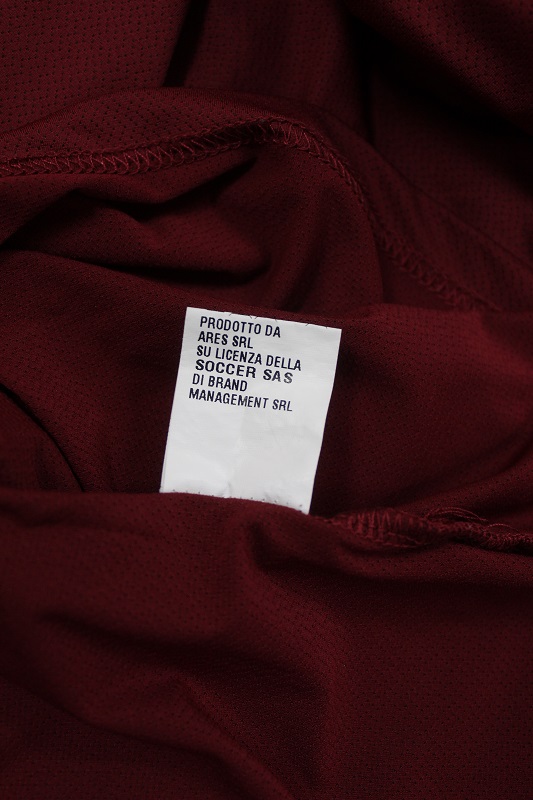 PRODOTTO DA
ARES SRL
SU LICENZA DELLA
SOCCER SAS
DI BRAND
MANAGEMENT SRL